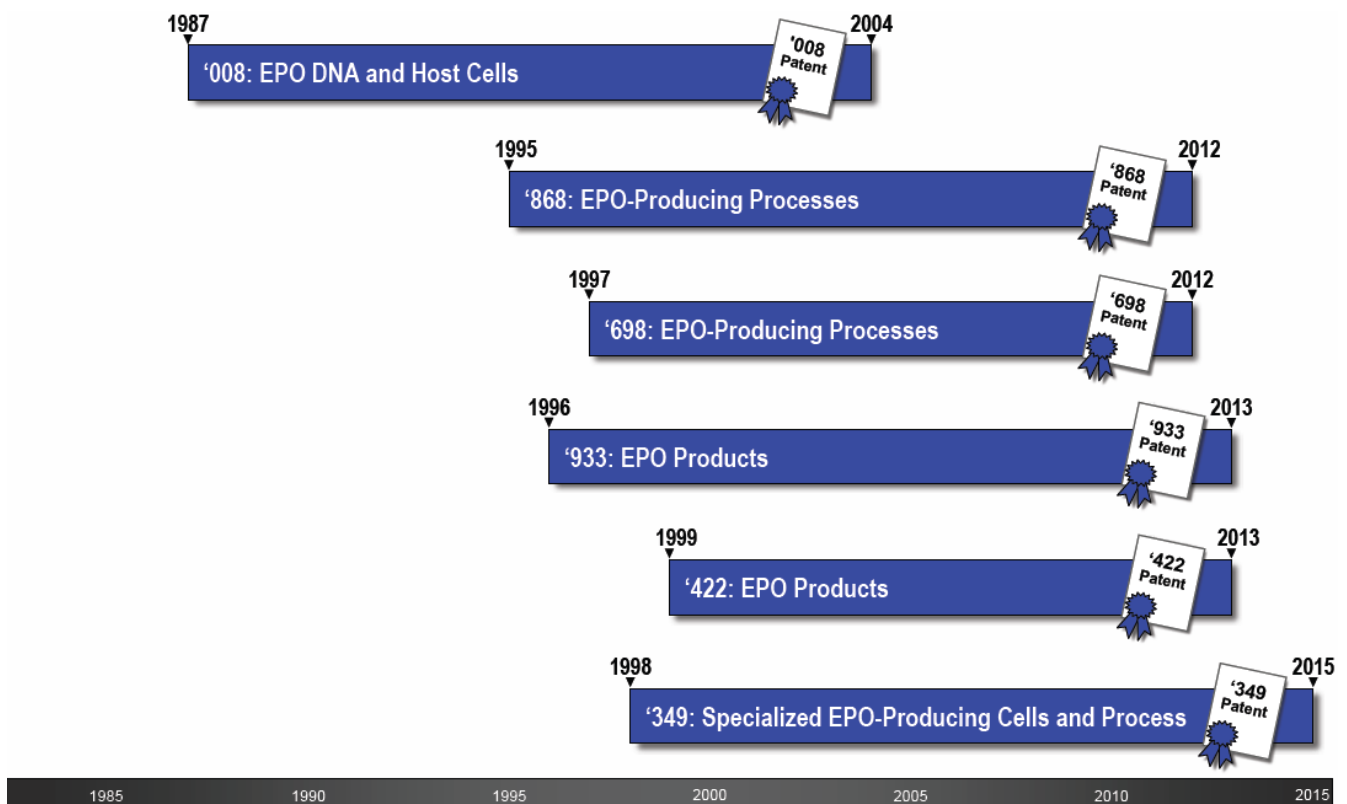 1987 2004
‘008: EPO DNA and Host Cells
'008
Patent
1995 2012
‘868: EPO-Producing Processes
‘868
Patent
1997 2012
‘698: EPO-Producing Processes
‘698
Patent
1996 2013
‘933: EPO Products
‘933
Patent
1999 2013
‘422: EPO Products
‘422
Patent
1998 2015
‘349: Specialized EPO-Producing Cells and Process
‘349
Patent
1985 1990 1995 2000 2005 2010 2015